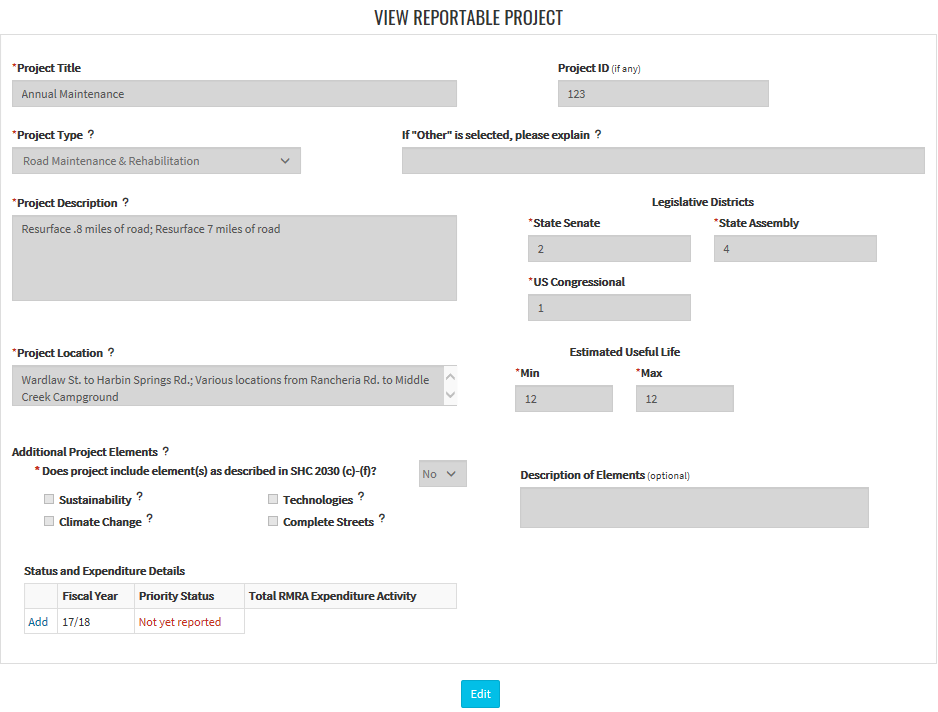 VIEW REPORTABLE PROJECT
*Project Title
Project ID (if any)
Annual Maintenance
123
*Project Type ?
If "Other" is selected, please explain ?
Road Maintenance & Rehabilitation
*Project Description ?
Resurface .8 miles of road; Resurface 7 miles of road
Legislative Districts
*State Senate
*State Assembly
2
4
*US Congressional
1
*Project Location ?
Wardlaw St. to Harbin Springs Rd.; Various locations from Rancheria Rd. to Middle
Creek Campground
Estimated Useful Life
*Min
*Max
12
12
Additional Project Elements ?
* Does project include element(s) as described in SHC 2030 (c)-(f)?
No
Sustainability ?
Technologies ?
Climate Change ?
Complete Streets ?
Description of Elements (optional)
Status and Expenditure Details
Fiscal Year Priority Status Total RMRA Expenditure Activity
Add 17/18 Not yet reported
Edit